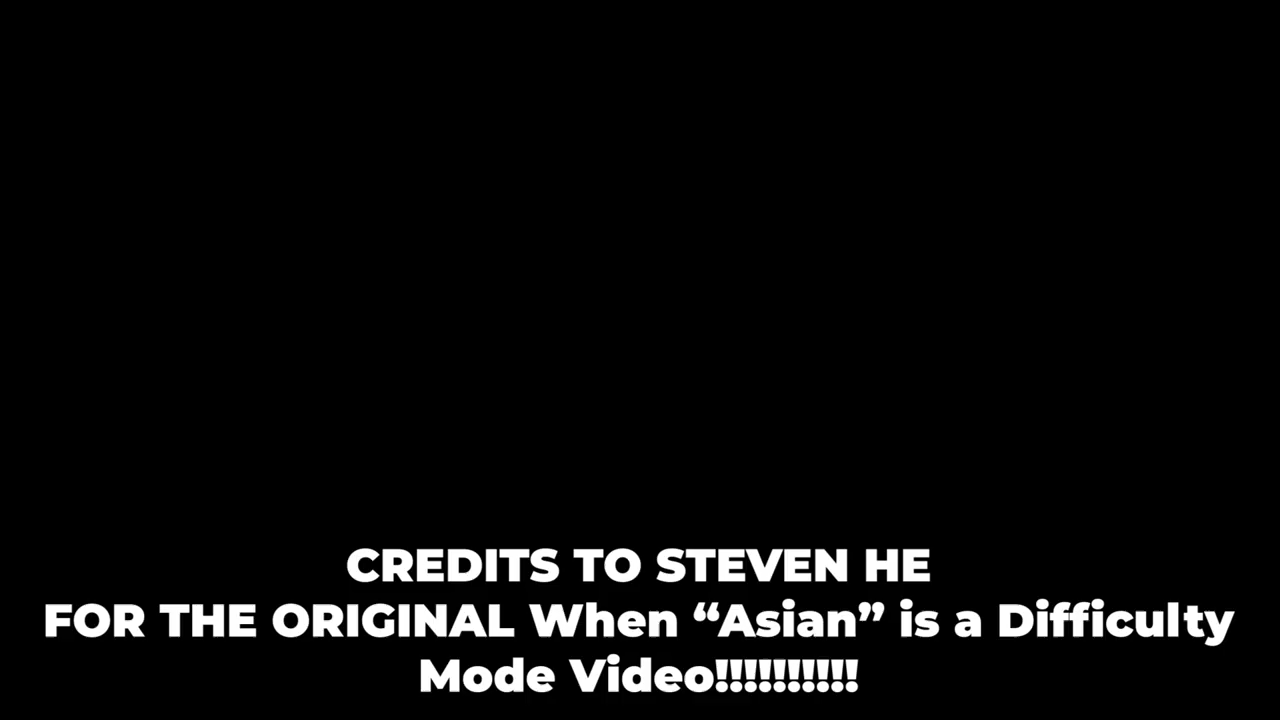 CREDITS TO STEVEN HE
FOR THE ORIGINAL When “Asian” is a Difficulty
Mode Video!!!!!!!!!!